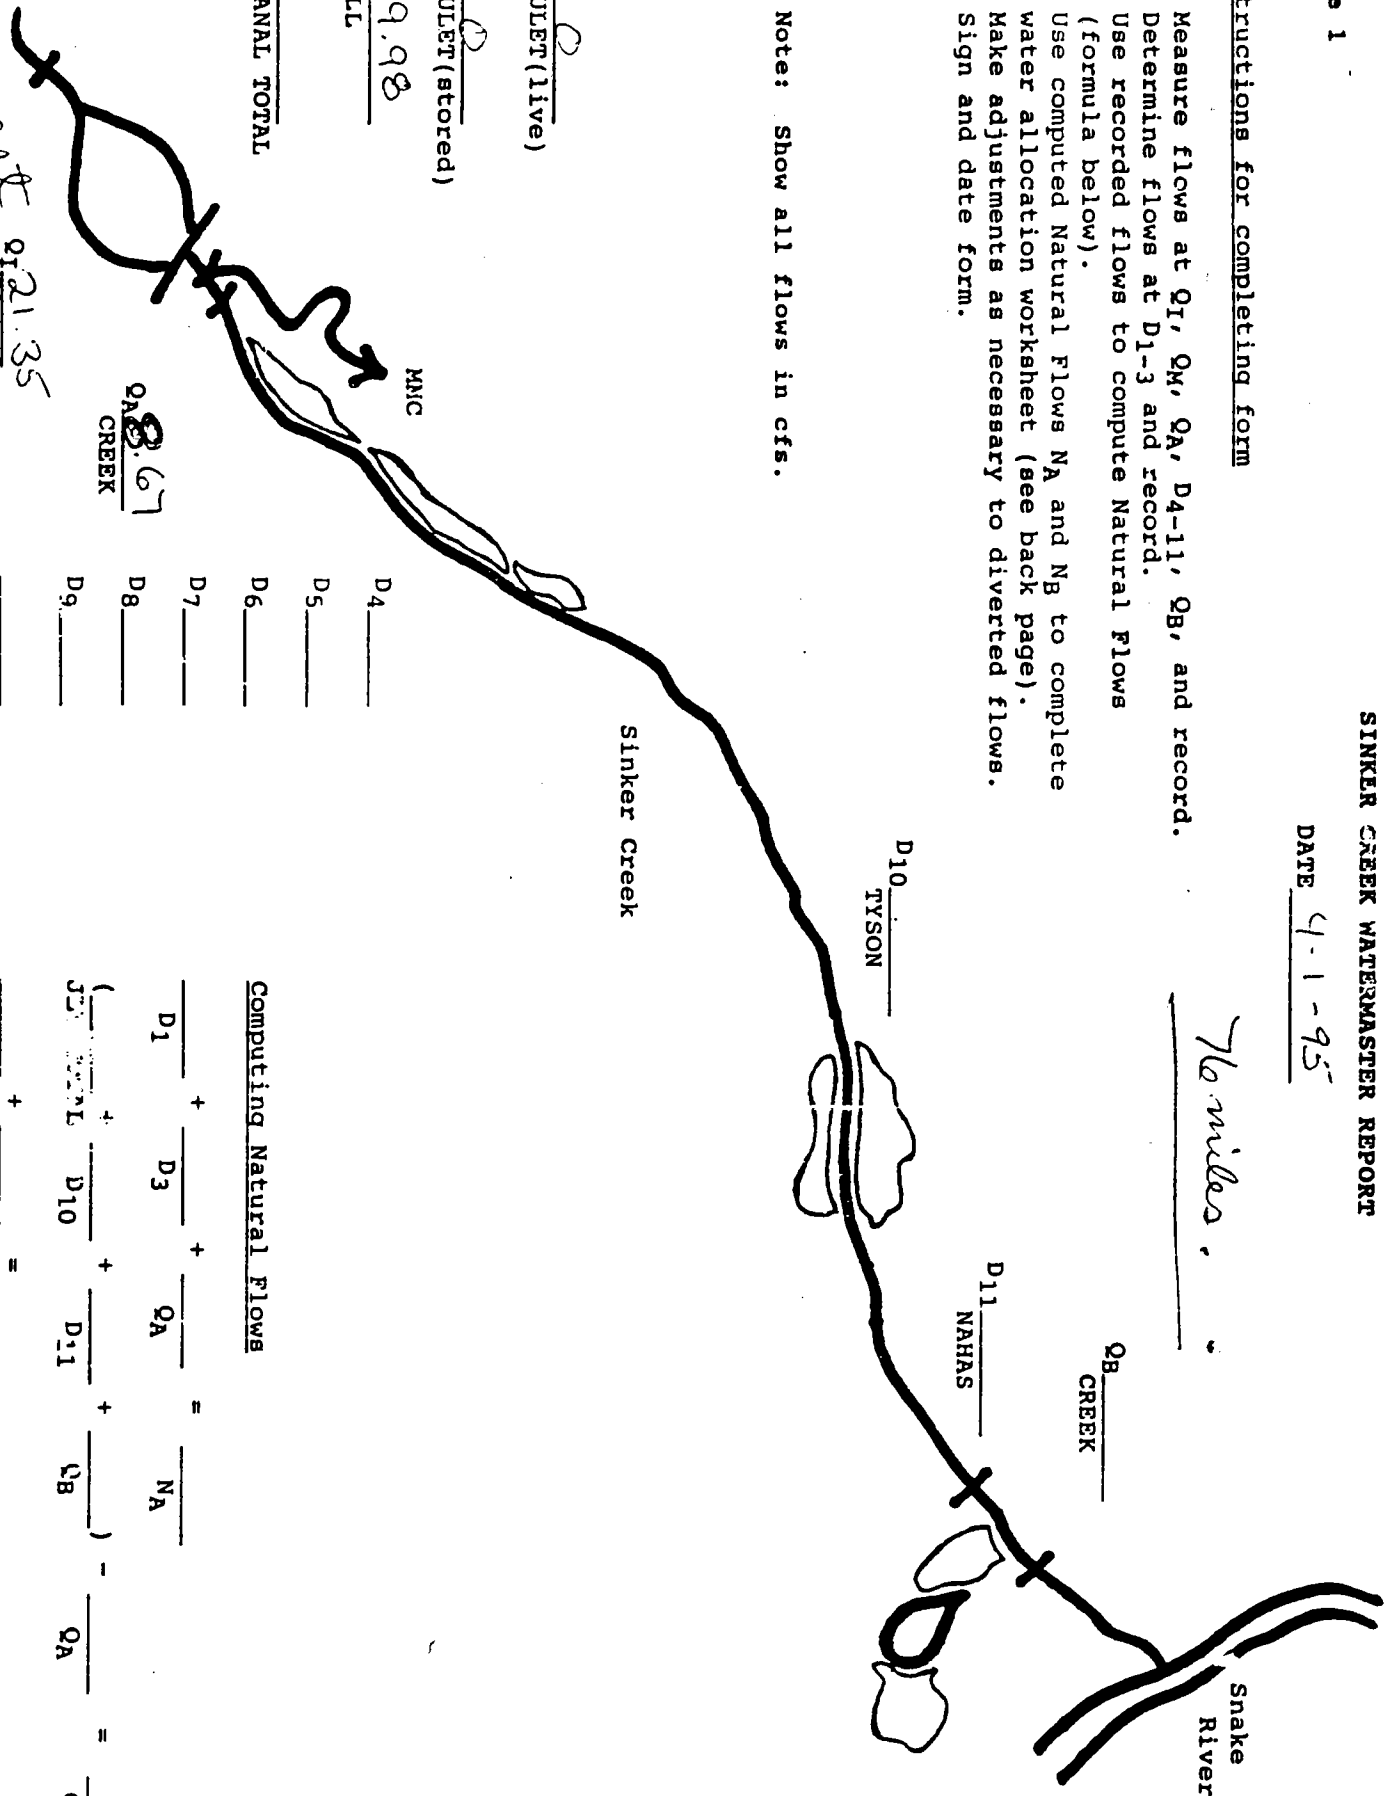 SINKER CREEK WATERMASTER REPORT
1
DATE 4-1-95
tructions for completing form
76 miles.
Measure flows at QI, QM, QA, D4-11, QB, and record.
Determine flows at D1-3 and record.
Use recorded flows to compute Natural Flows
(formula below).
Use computed Natural Flows NA and NB to complete
water allocation worksheet (see back page).
Make adjustments as necessary to diverted flows.
Sign and date form.
Note: Show all flows in cfs.
Snake
River
QB
CREEK
D11
NAHAS
D10
TYSON
Sinker Creek
0
ULET(live)
0
ULET(stored)
9.98
LL
ANAL TOTAL
MMC
QA 8.67
CREEK
QI 21.35
D4
D5
D6
D7
D8
D9
Computing Natural Flows
+ + =
D1 D3 QA NA
( + + + ) - =
D10 D11 QB QA
+ =